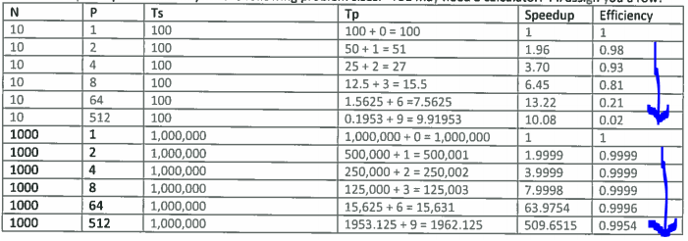 N P Ts Tp Speedup Efficiency
10 1 100 100 + 0 = 100 1 1
10 2 100 50 + 1 = 51 1.96 0.98
10 4 100 25 + 2 = 27 3.70 0.93
10 8 100 12.5 + 3 = 15.5 6.45 0.81
10 64 100 1.5625 + 6 =7.5625 13.22 0.21
10 512 100 0.1953 + 9 = 9.91953 10.08 0.02
1000 1 1,000,000 1,000,000 + 0 = 1,000,000 1 1
1000 2 1,000,000 500,000 + 1 = 500,001 1.9999 0.9999
1000 4 1,000,000 250,000 + 2 = 250,002 3.9999 0.9999
1000 8 1,000,000 125,000 + 3 = 125,003 7.9998 0.9999
1000 64 1,000,000 15,625 + 6 = 15,631 63.9754 0.9996
1000 512 1,000,000 1953.125 + 9 = 1962.125 509.6515 0.9954